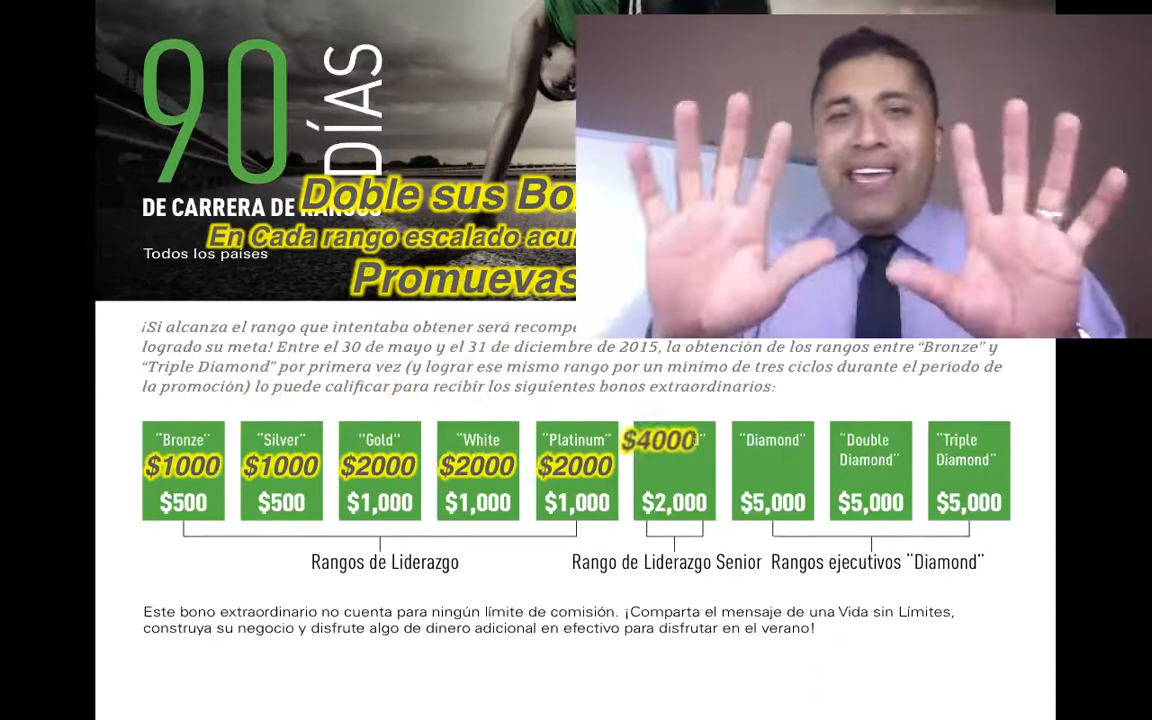 90
DÍAS
DE CARRERA DE RANGOS
Todos los países
Doble sus Bo
En Cada rango escalado
Promuevas
¡Si alcanza el rango que intentaba obtener será
logrado su meta! Entre el 30 de mayo y el 31 de diciembre de 2015, la obtención de los rangos entre “Bronze” y
“Triple Diamond” por primera vez (y lograr ese mismo rango por un mínimo de tres ciclos durante el período de
la promoción) lo puede calificar para recibir los siguientes bonos extraordinarios:
"Bronze"
$1000
$500
"Silver"
$1000
$500
"Gold"
$2000
$1,000
"White
$2000
$1,000
"Platinum"
$2000
$1,000
$4000
$2,000
"Diamond"
$5,000
"Double
Diamond"
$5,000
"Triple
Diamond"
$5,000
Rangos de Liderazgo
Rango de Liderazgo Senior
Rangos ejecutivos "Diamond"
Este bono extraordinario no cuenta para ningún límite de comisión. ¡Comparta el mensaje de una Vida sin Límites,
construya su negocio y disfrute algo de dinero adicional en efectivo para disfrutar en el verano!